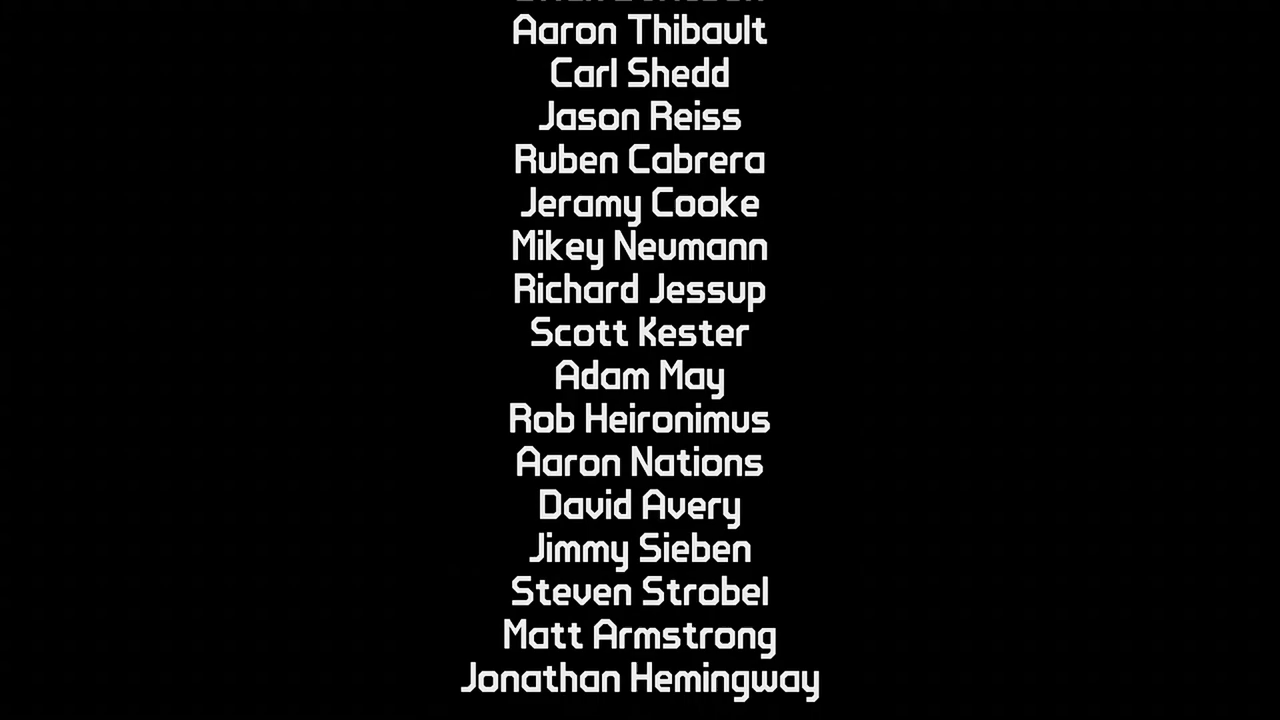 Aaron Thibault
Carl Shedd
Jason Reiss
Ruben Cabrera
Jeramy Cooke
Mikey Neumann
Richard Jessup
Scott Kester
Adam May
Rob Heironimus
Aaron Nations
David Avery
Jimmy Sieben
Steven Strobel
Matt Armstrong
Jonathan Hemingway